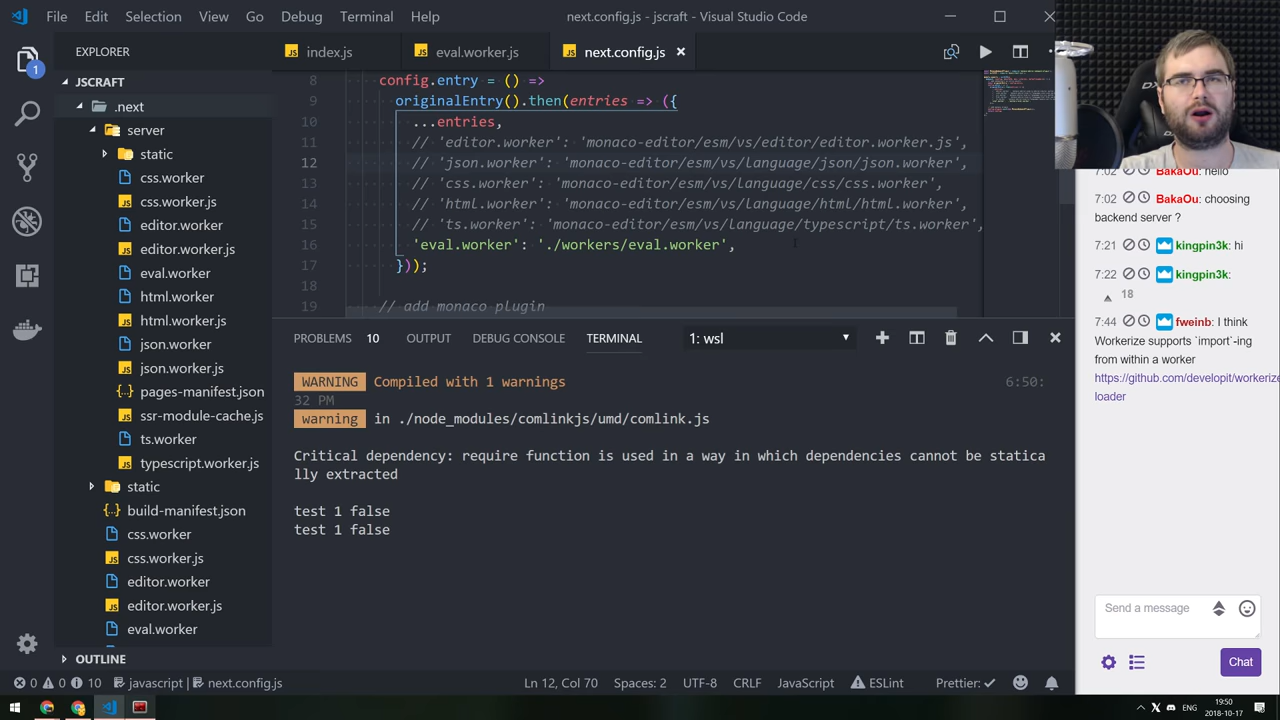 File Edit Selection View Go Debug Terminal Help
next.config.js - jscraft - Visual Studio Code
EXPLORER
1
JSCRAFT
.next
server
static
css.worker
css.worker.js
editor.worker
editor.worker.js
eval.worker
html.worker
html.worker.js
json.worker
json.worker.js
pages-manifest.json
ssr-module-cache.js
ts.worker
typescript.worker.js
static
build-manifest.json
css.worker
css.worker.js
editor.worker
editor.worker.js
eval.worker
OUTLINE
index.js eval.worker.js next.config.js
8 config.entry = () =>
9 originalEntry().then(entries => ({
10 ...entries,
11 // 'editor.worker': 'monaco-editor/esm/vs/editor/editor.worker.js',
12 // 'json.worker': 'monaco-editor/esm/vs/language/json/json.worker',
13 // 'css.worker': 'monaco-editor/esm/vs/language/css/css.worker',
14 // 'html.worker': 'monaco-editor/esm/vs/language/html/html.worker',
15 // 'ts.worker': 'monaco-editor/esm/vs/language/typescript/ts.worker',
16 'eval.worker': './workers/eval.worker',
17 }));
18
19 // add monaco plugin
PROBLEMS 10 OUTPUT DEBUG CONSOLE TERMINAL 1: wsl
WARNING Compiled with 1 warnings 6:50:
32 PM
warning in ./node_modules/comlinkjs/umd/comlink.js
Critical dependency: require function is used in a way in which dependencies cannot be statica
lly extracted
test 1 false
test 1 false
0 0 10 javascript | next.config.js Ln 12, Col 70 Spaces: 2 UTF-8 CRLF JavaScript ESLint Prettier: ✓
7:02 BakaOu: hello
7:02 BakaOu: choosing
backend server ?
7:21 kingpin3k: hi
7:22 kingpin3k:
18
7:44 fweinb: I think
Workerize supports `import`-ing
from within a worker
https://github.com/developit/workerize
loader
Send a message
Chat
ENG
19:50
2018-10-17